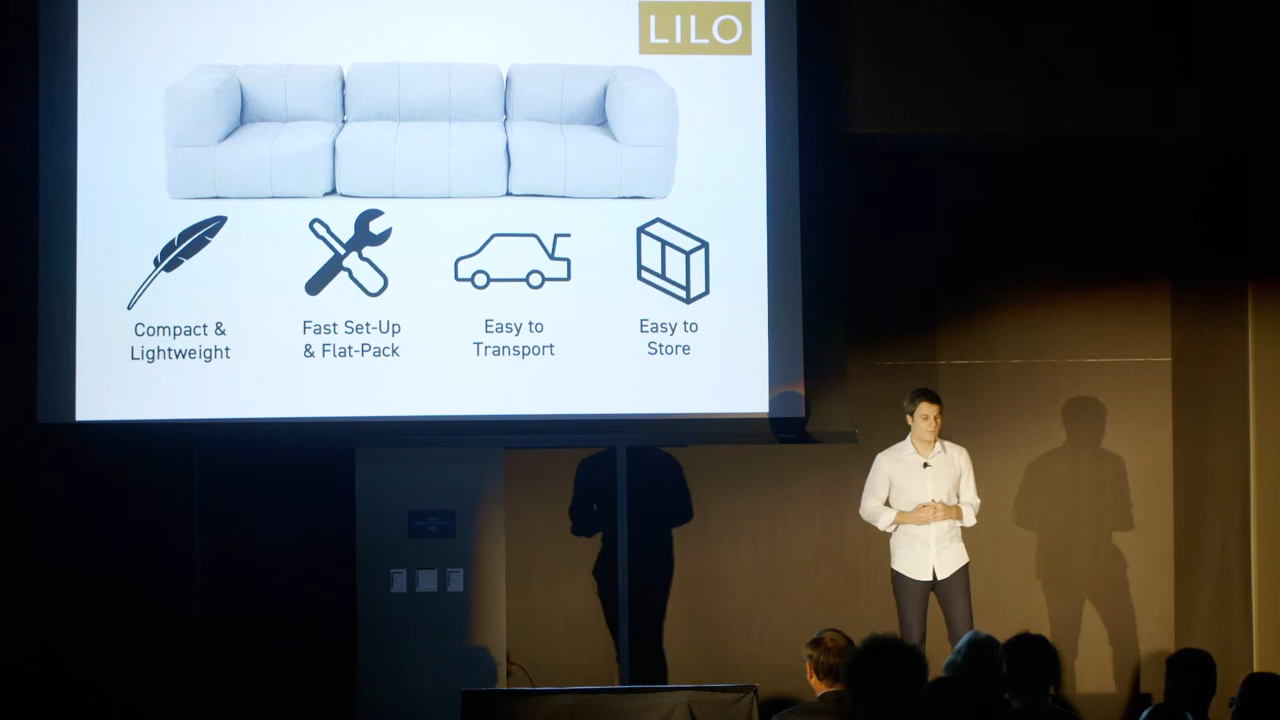 LILO
Compact &
Lightweight
Fast Set-Up
& Flat-Pack
Easy to
Transport
Easy to
Store